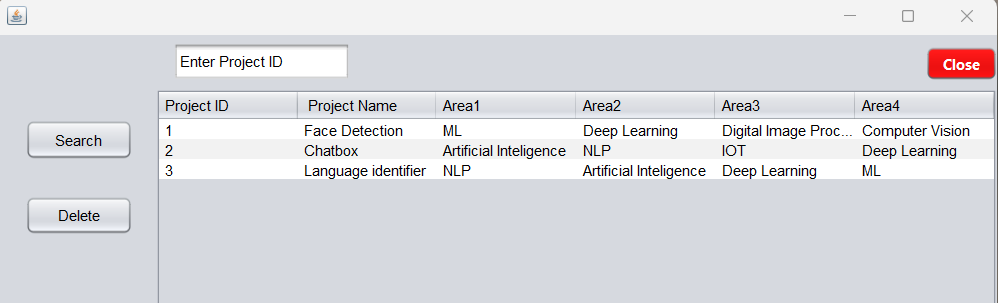 Enter Project ID
Close
Project ID Project Name Area1 Area2 Area3 Area4
1 Face Detection ML Deep Learning Digital Image Proc... Computer Vision
Search
2 Chatbox Artificial Inteligence NLP IOT Deep Learning
3 Language identifier NLP Artificial Inteligence Deep Learning ML
Delete